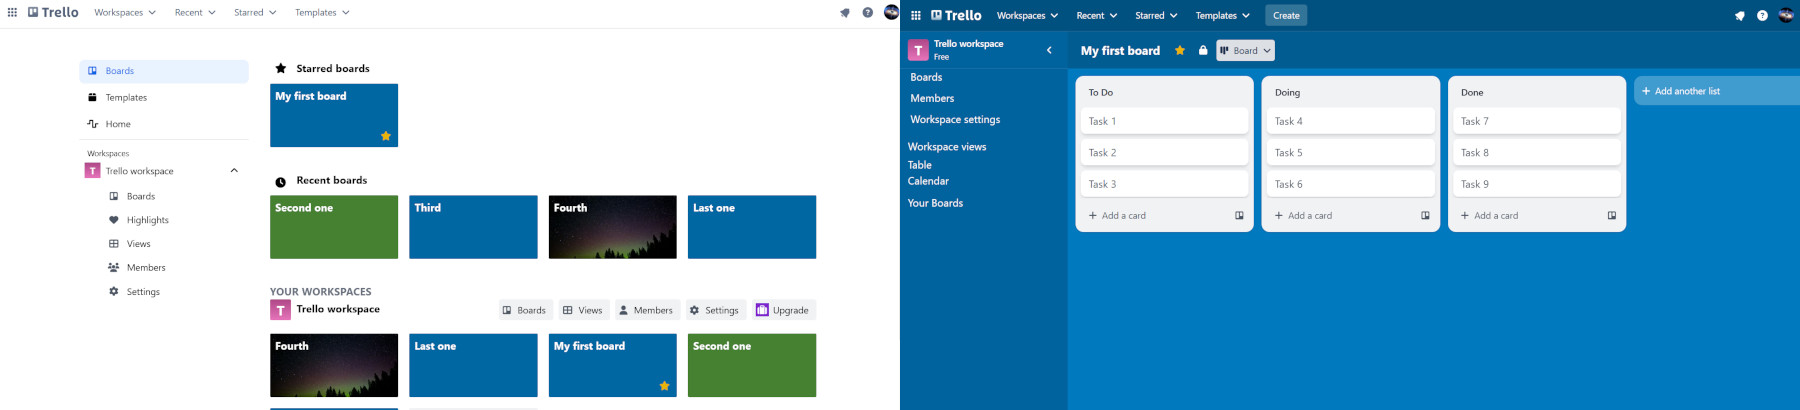 Trello Workspaces Recent Starred Templates
Boards
Templates
Home
Workspaces
T Trello workspace
Boards
Highlights
Views
Members
Settings
Starred boards
My first board
Recent boards
Second one Third Fourth Last one
YOUR WORKSPACES
T Trello workspace Boards Views Members Settings Upgrade
Fourth Last one My first board Second one
Trello Workspaces Recent Starred Templates Create
T Trello workspace
Free
Boards
Members
Workspace settings
Workspace views
Table
Calendar
Your Boards
My first board Board
To Do
Task 1
Task 2
Task 3
+ Add a card
Doing
Task 4
Task 5
Task 6
+ Add a card
Done
Task 7
Task 8
Task 9
+ Add a card
+ Add another list